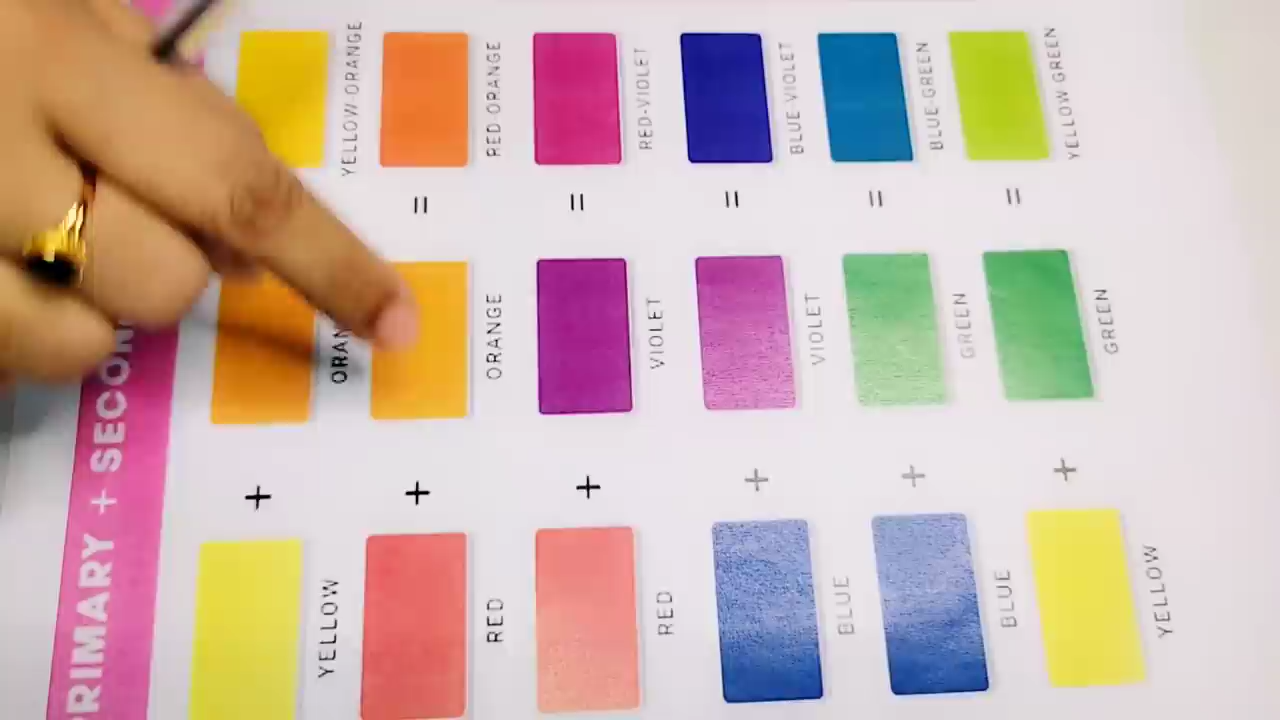 PRIMARY + SECON
YELLOW + ORAN YELLOW-ORANGE
RED + ORANGE = RED-ORANGE
RED + VIOLET = RED-VIOLET
BLUE + VIOLET = BLUE-VIOLET
BLUE + GREEN = BLUE-GREEN
YELLOW + GREEN = YELLOW GREEN